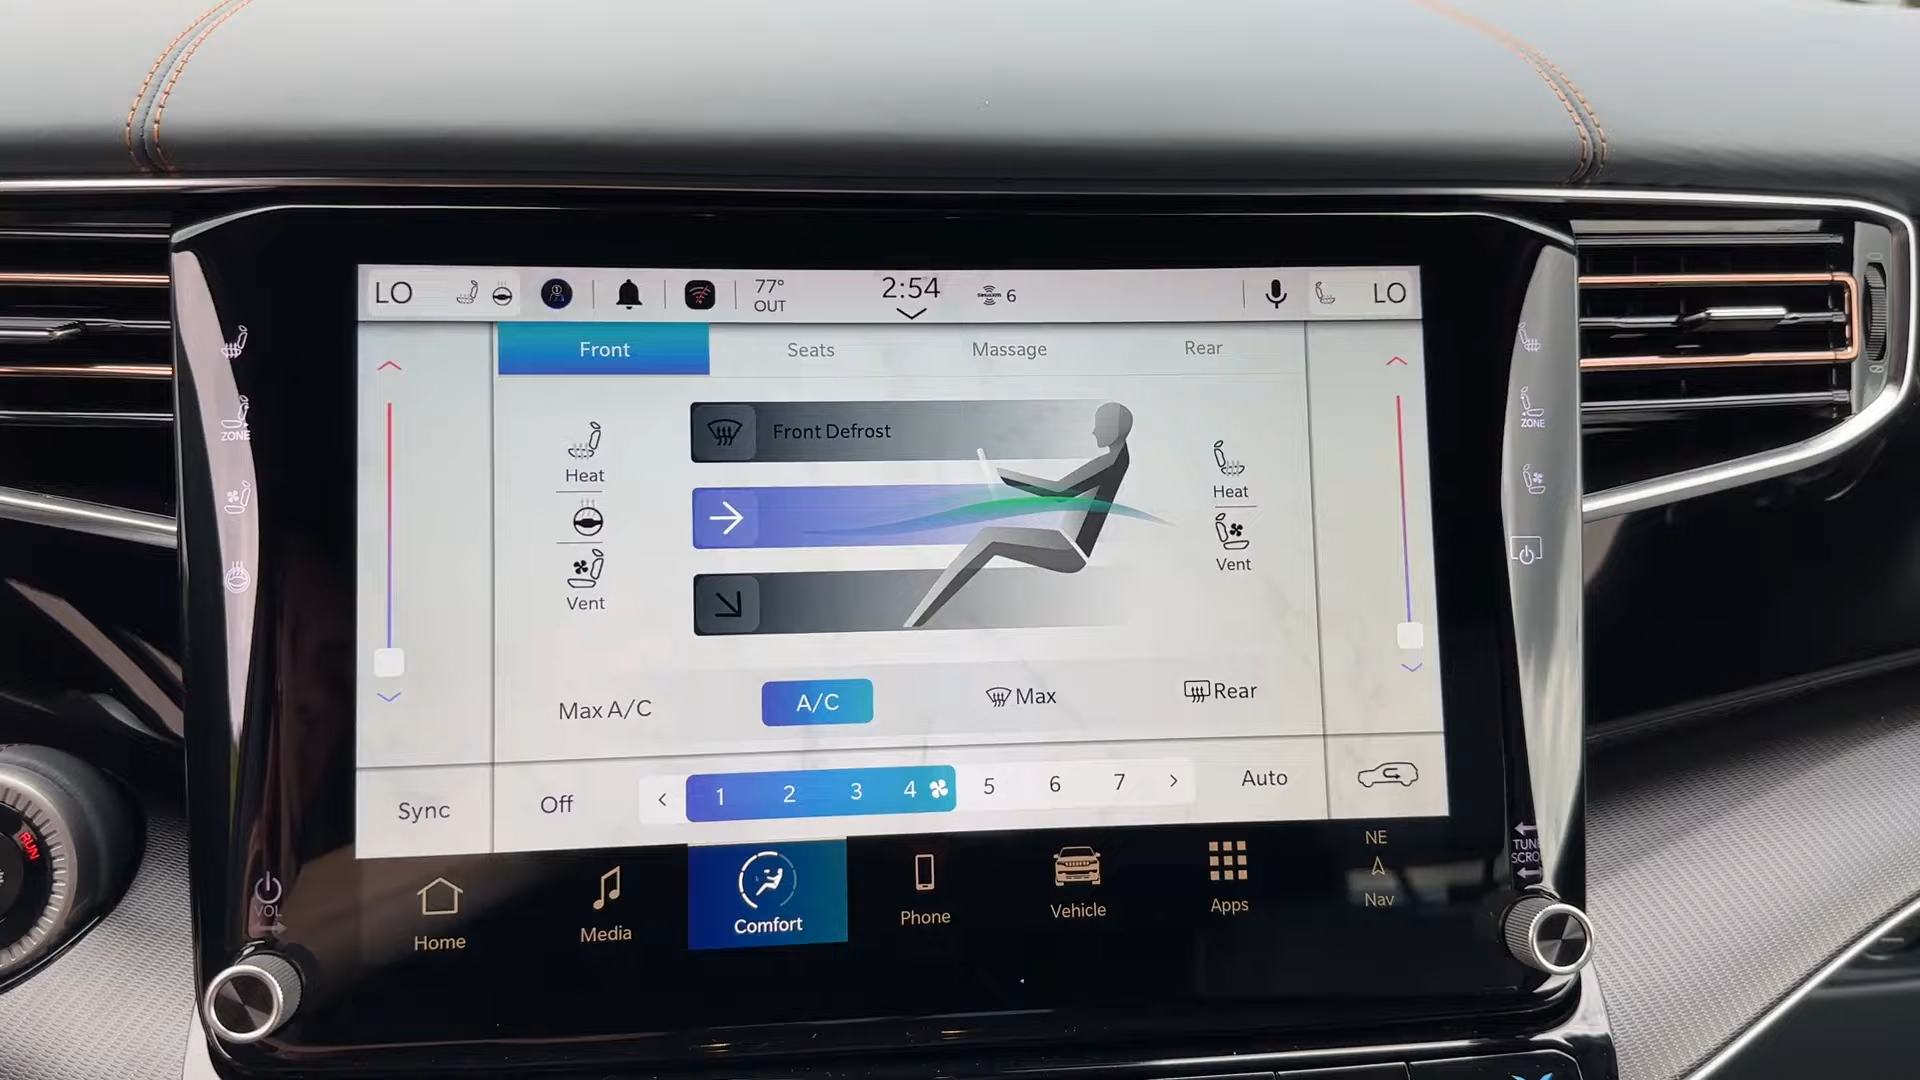 LO
77°
OUT
2:54
6
LO
Front
Seats
Massage
Rear
ZONE
ZONE
Heat
Vent
Front Defrost
Heat
Vent
Max A/C
A/C
Max
Rear
Sync
Off
1
2
3
4
5
6
7
Auto
RUN
VOL
Home
Media
Comfort
Phone
Vehicle
Apps
NE
Nav